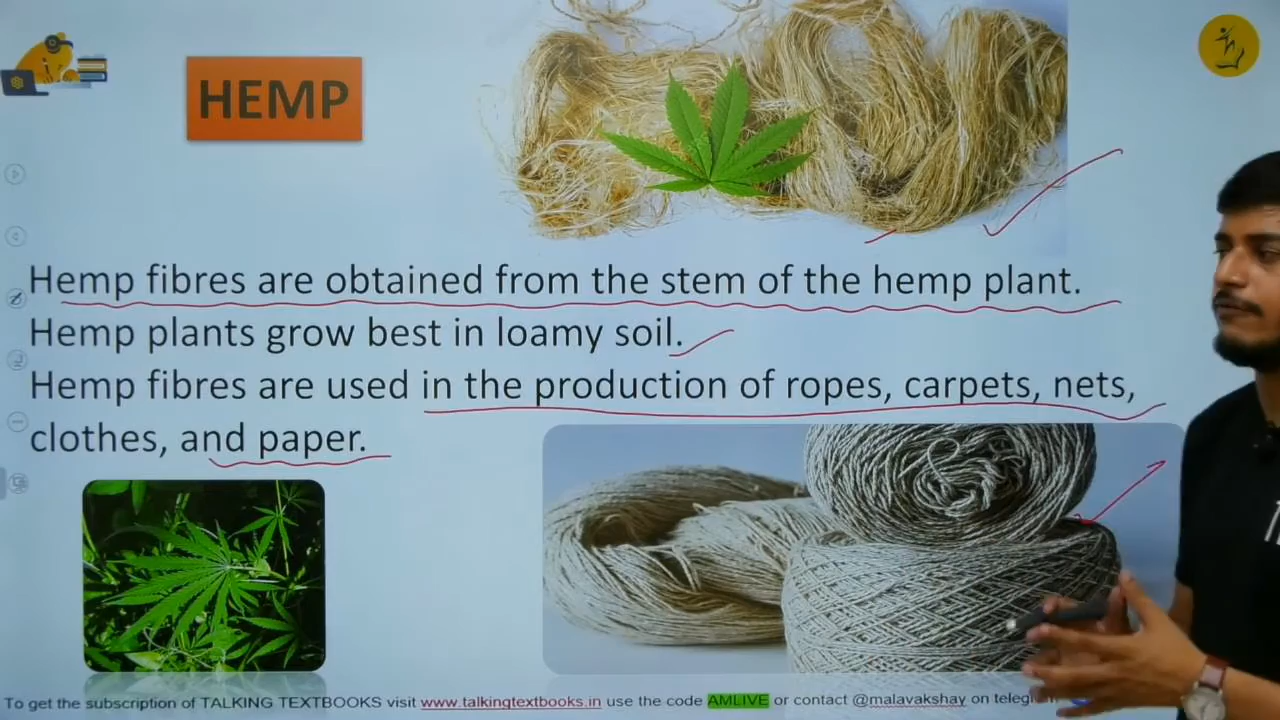 HEMP
Hemp fibres are obtained from the stem of the hemp plant.
Hemp plants grow best in loamy soil.
Hemp fibres are used in the production of ropes, carpets, nets,
clothes, and paper.
To get the subscription of TALKING TEXTBOOKS visit www.talkingtextbooks.in use the code AMLIVE or contact @malavakshay on